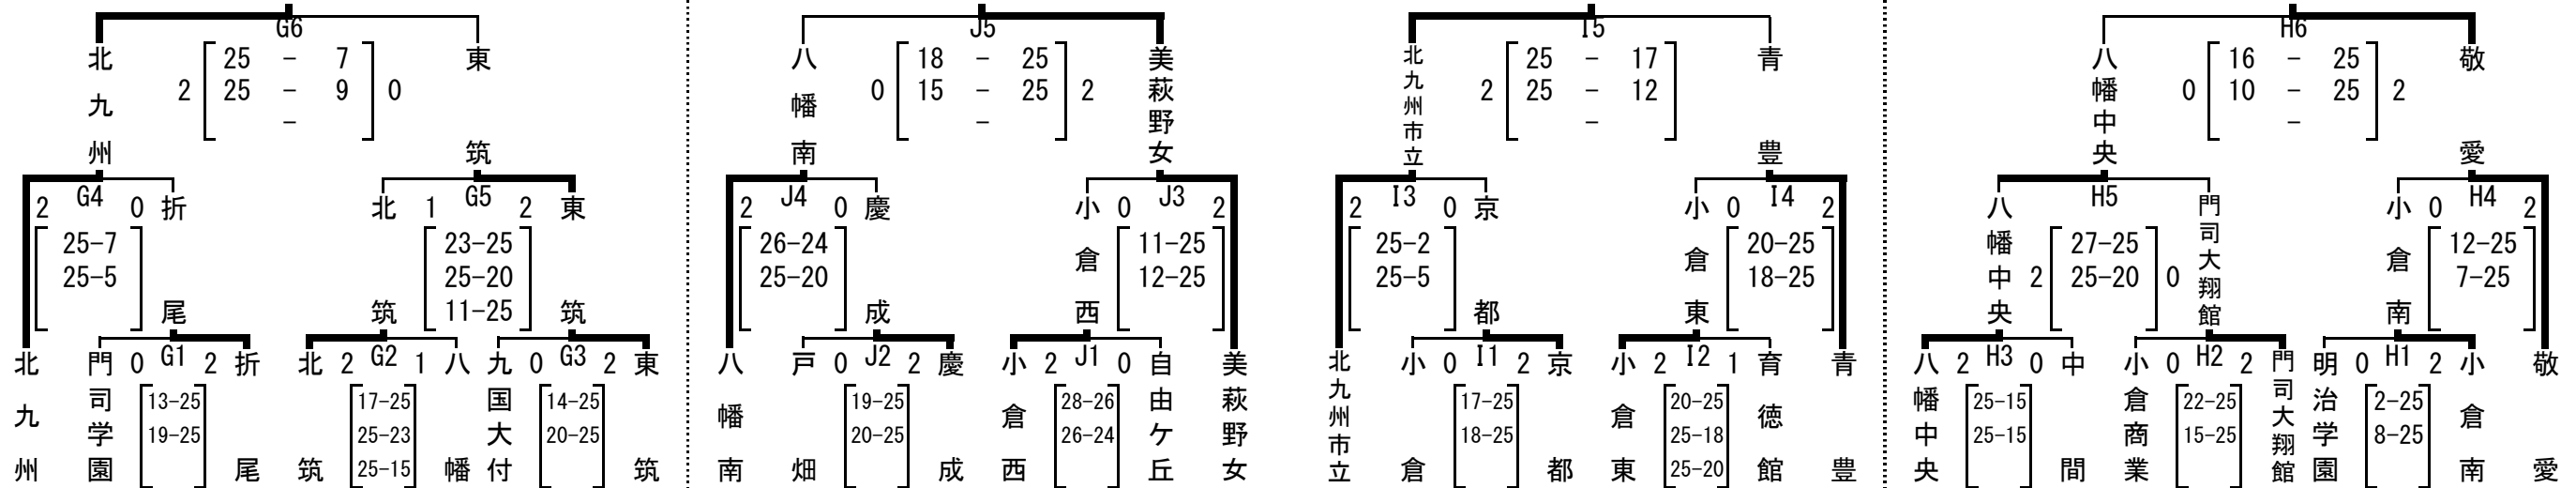 G6
北九州 2 25 − 7 0 東筑
25 − 9
−
G4
2 0 折尾
25−7
25−5
G5
北筑 1 2 東筑
23−25
25−20
11−25
北九州
門司学園 0 G1 2 折尾
13−25
19−25
北筑 2 G2 1 八幡
17−25
25−23
25−15
九国大付 0 G3 2 東筑
14−25
20−25
J5
八幡南 0 18 − 25 2 美萩野女
15 − 25
−
J4
2 0 慶成
26−24
25−20
J3
小倉西 0 2
11−25
12−25
八幡南
戸畑 0 J2 2 慶成
19−25
20−25
小倉西 2 J1 0 自由ケ丘
28−26
26−24
美萩野女
I5
北九州市立 2 25 − 17 青豊
25 − 12
−
I3
2 0 京都
25−2
25−5
I4
小倉東 0 2
20−25
18−25
北九州市立
小倉 0 I1 2 京都
17−25
18−25
小倉東 2 I2 1 育徳館
20−25
25−18
25−20
青豊
H6
八幡中央 0 16 − 25 2 敬愛
10 − 25
−
H5
八幡中央 2 27−25 0 門司大翔館
25−20
H4
小倉南 0 2
12−25
7−25
八幡中央 2 H3 0 中間
25−15
25−15
小倉商業 0 H2 2 門司大翔館
22−25
15−25
明治学園 0 H1 2 小倉南
2−25
8−25
敬愛